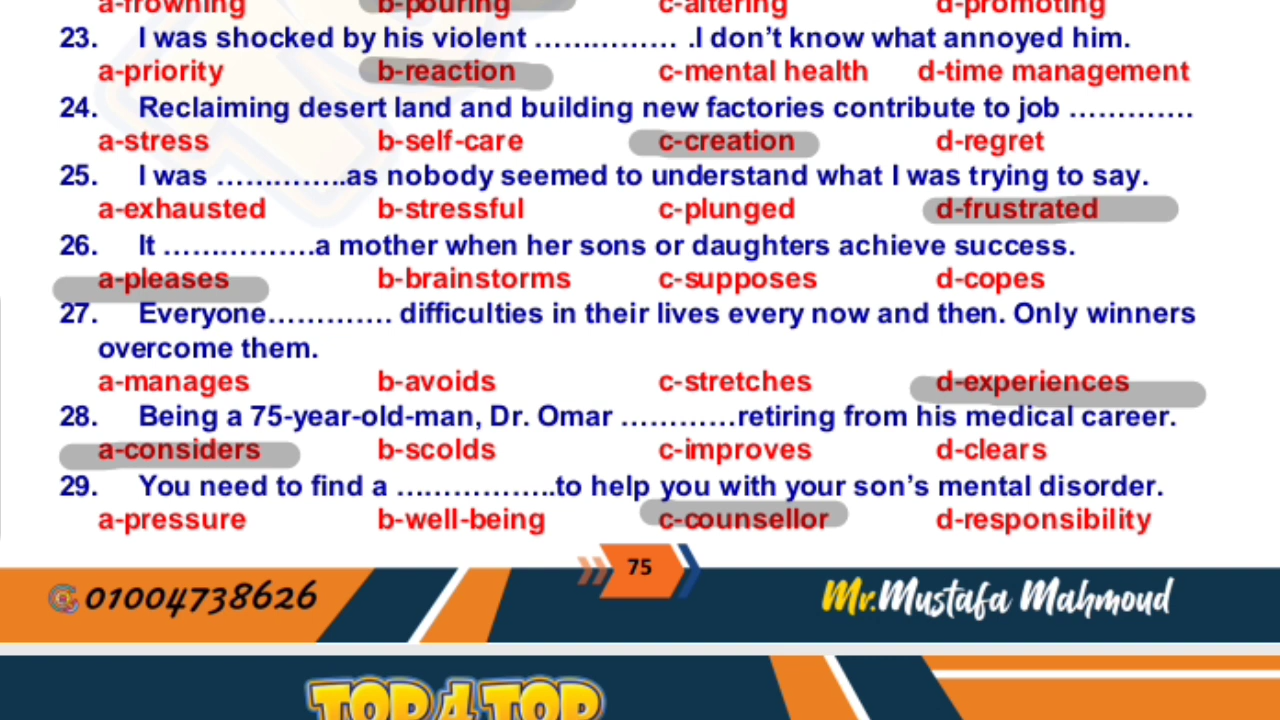 a-frowning b-pouring c-altering d-promoting
23. I was shocked by his violent …………… .I don’t know what annoyed him.
a-priority b-reaction c-mental health d-time management
24. Reclaiming desert land and building new factories contribute to job ………….
a-stress b-self-care c-creation d-regret
25. I was …………..as nobody seemed to understand what I was trying to say.
a-exhausted b-stressful c-plunged d-frustrated
26. It ……………a mother when her sons or daughters achieve success.
a-pleases b-brainstorms c-supposes d-copes
27. Everyone…………. difficulties in their lives every now and then. Only winners
overcome them.
a-manages b-avoids c-stretches d-experiences
28. Being a 75-year-old-man, Dr. Omar …………retiring from his medical career.
a-considers b-scolds c-improves d-clears
29. You need to find a ……………..to help you with your son’s mental disorder.
a-pressure b-well-being c-counsellor d-responsibility
01004738626 75 Mr.Mustafa Mahmoud
TOP 4 TOP